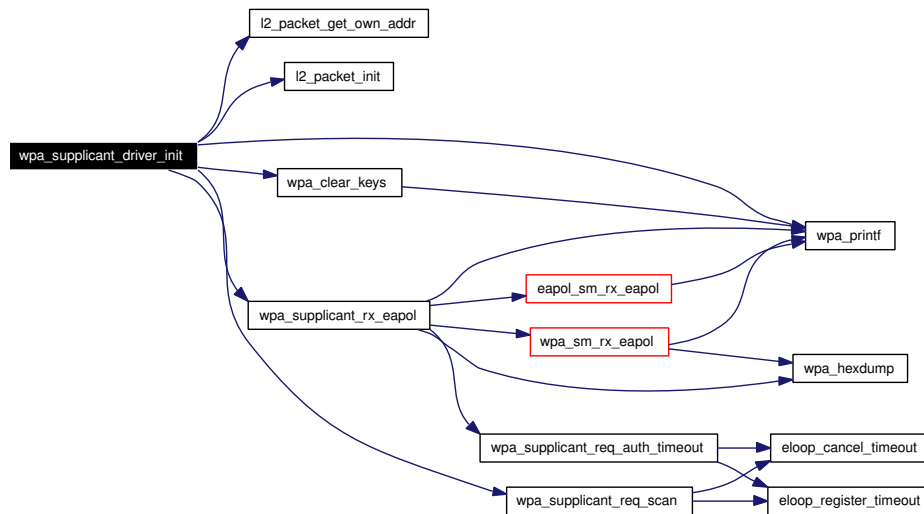 l2_packet_get_own_addr
l2_packet_init
wpa_supplicant_driver_init
wpa_clear_keys
wpa_printf
eapol_sm_rx_eapol
wpa_supplicant_rx_eapol
wpa_sm_rx_eapol
wpa_hexdump
wpa_supplicant_req_auth_timeout
eloop_cancel_timeout
wpa_supplicant_req_scan
eloop_register_timeout